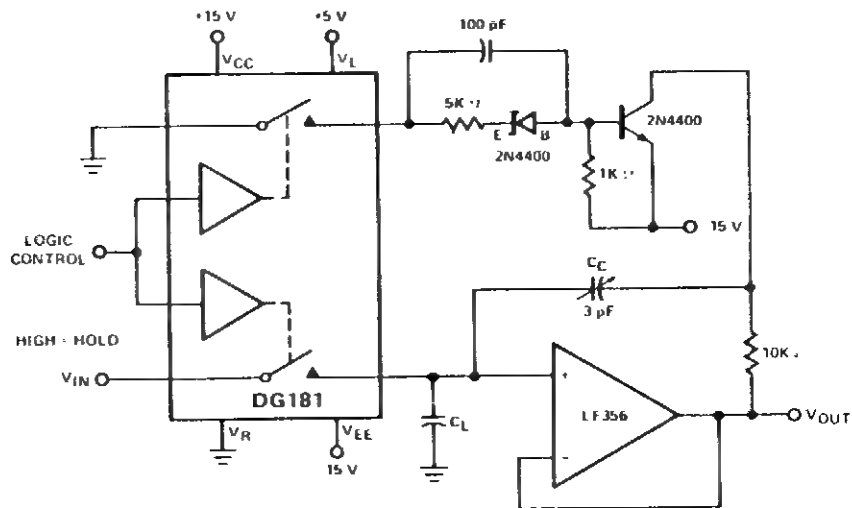 +15 V
+5 V
VCC
VL
100 pF
5K Ω
E
B
2N4400
2N4400
1K Ω
15 V
LOGIC
CONTROL
CC
3 pF
HIGH = HOLD
VIN
DG181
10K
CL
+
LF356
−
VOUT
VR
VEE
15 V